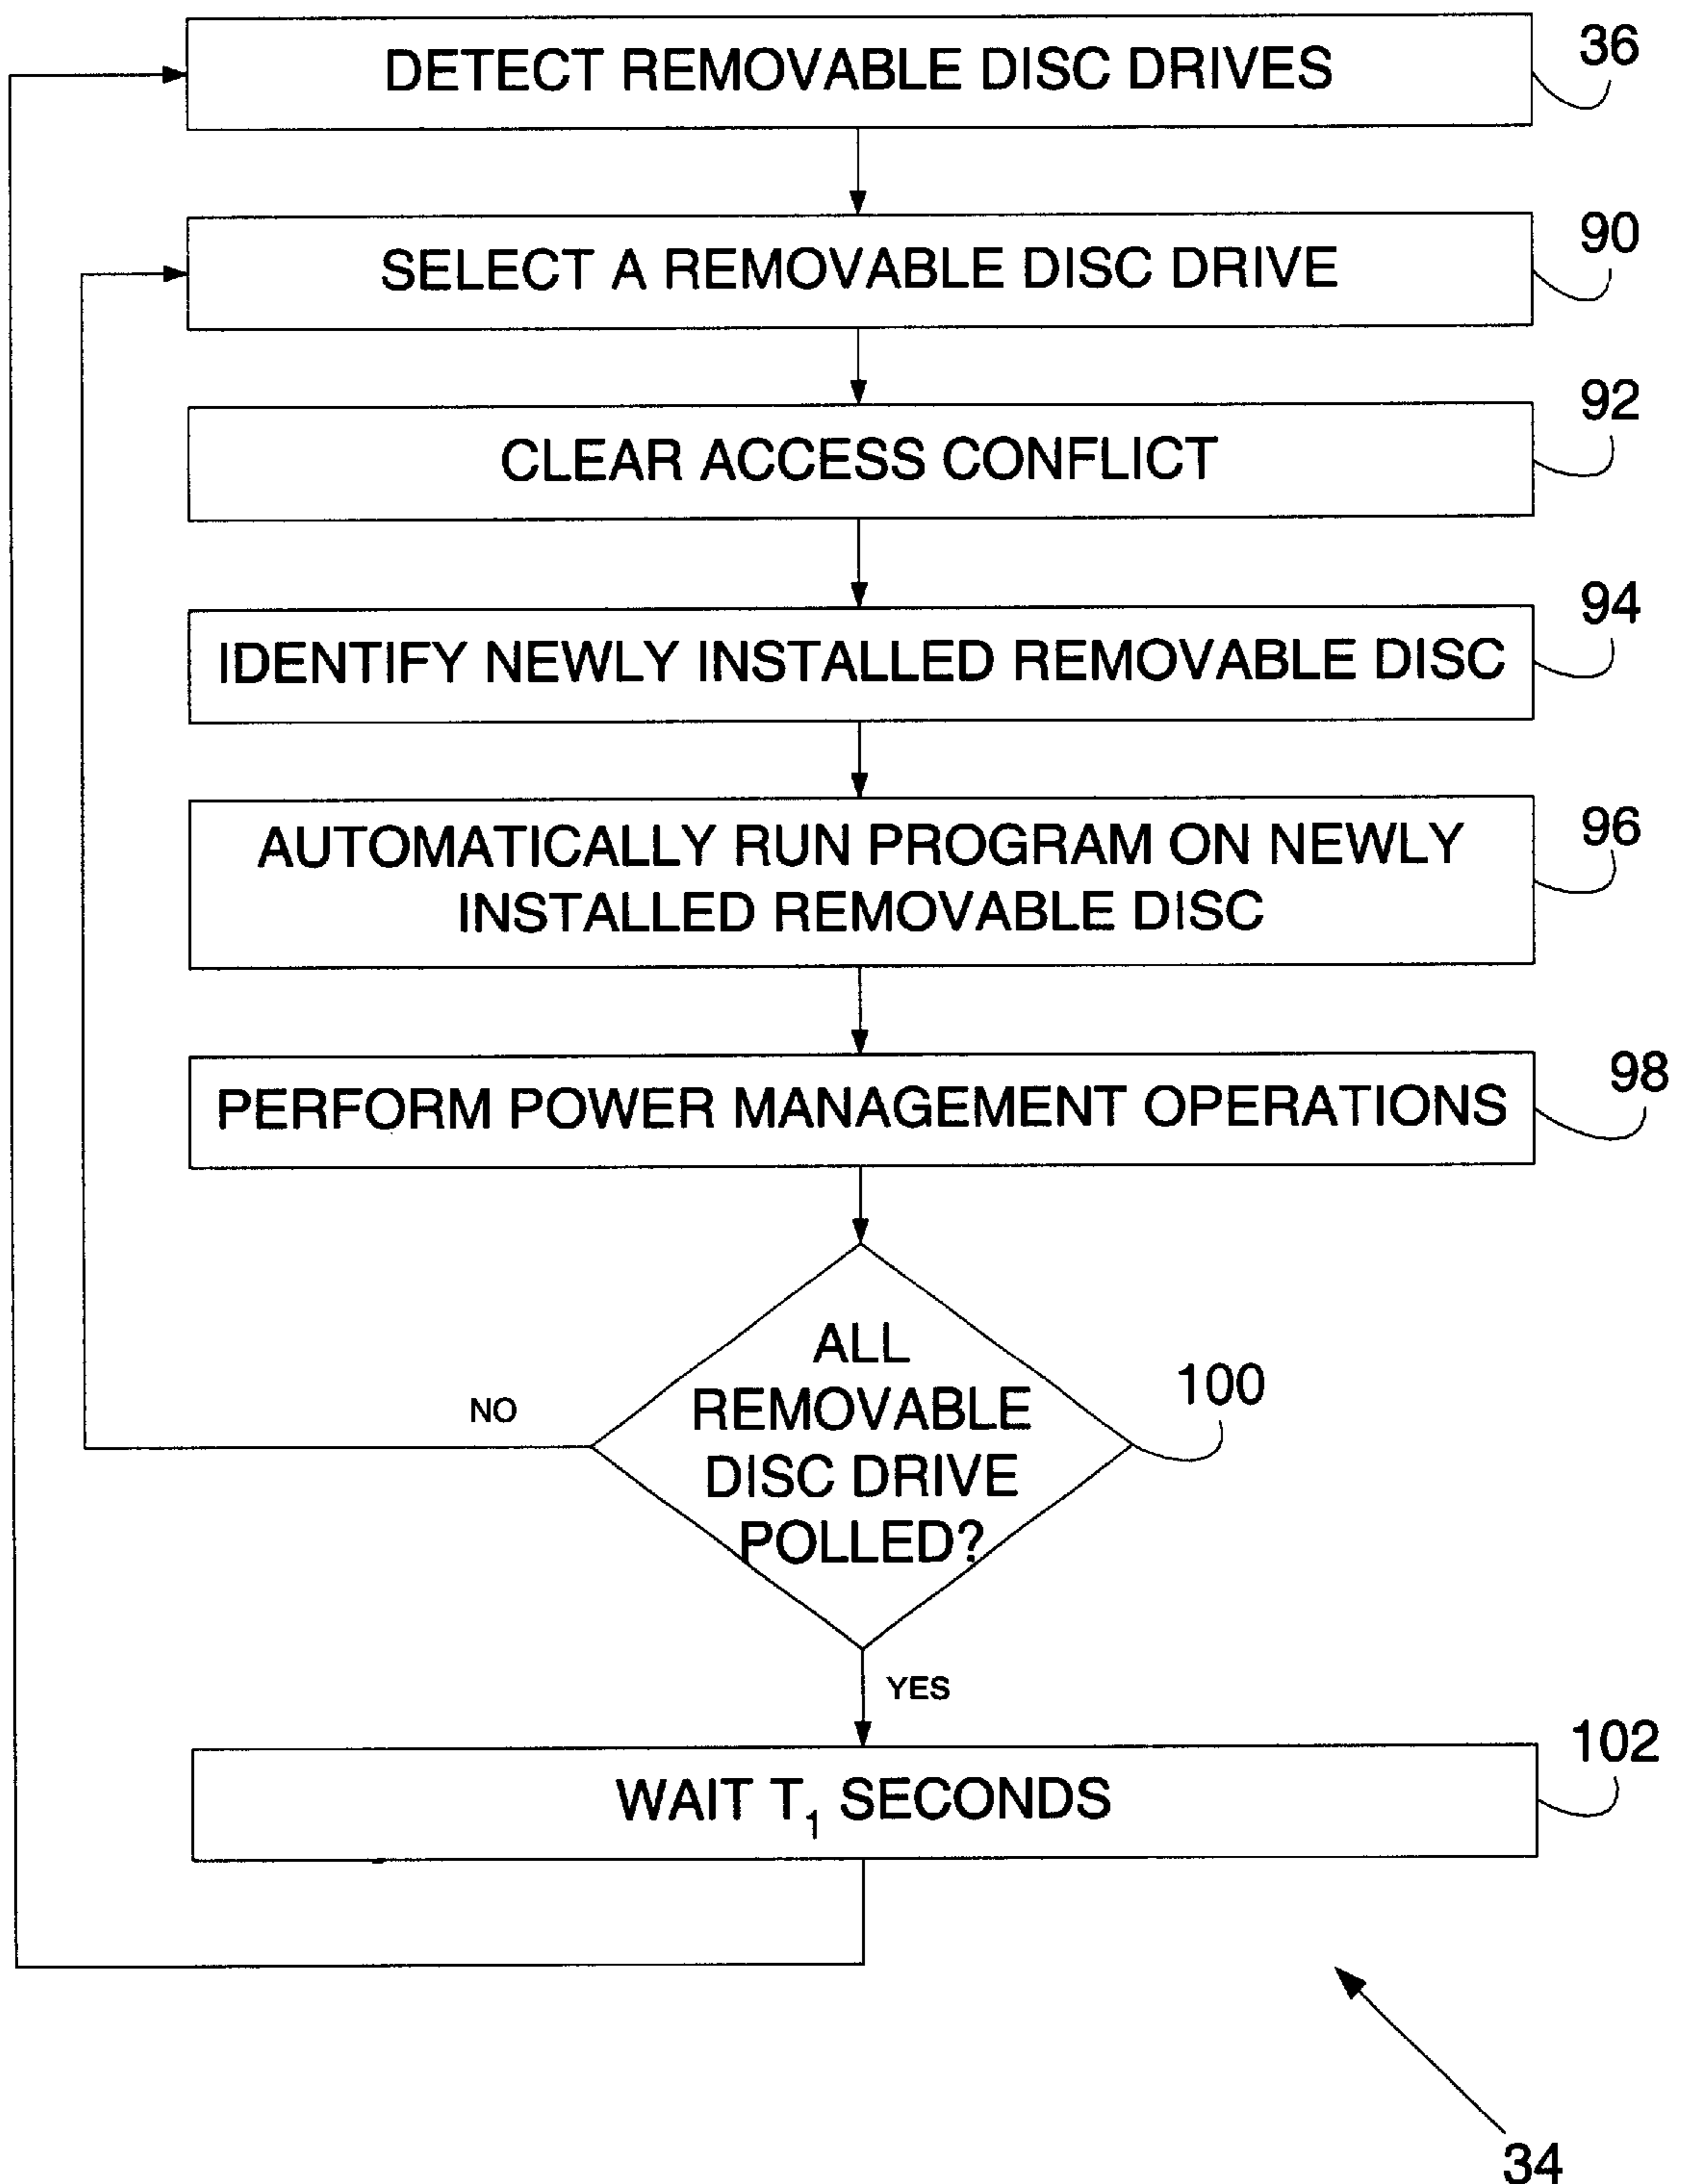 DETECT REMOVABLE DISC DRIVES
36
SELECT A REMOVABLE DISC DRIVE
90
CLEAR ACCESS CONFLICT
92
IDENTIFY NEWLY INSTALLED REMOVABLE DISC
94
AUTOMATICALLY RUN PROGRAM ON NEWLY
INSTALLED REMOVABLE DISC
96
PERFORM POWER MANAGEMENT OPERATIONS
98
ALL
REMOVABLE
DISC DRIVE
POLLED?
100
NO
YES
WAIT T1 SECONDS
102
34